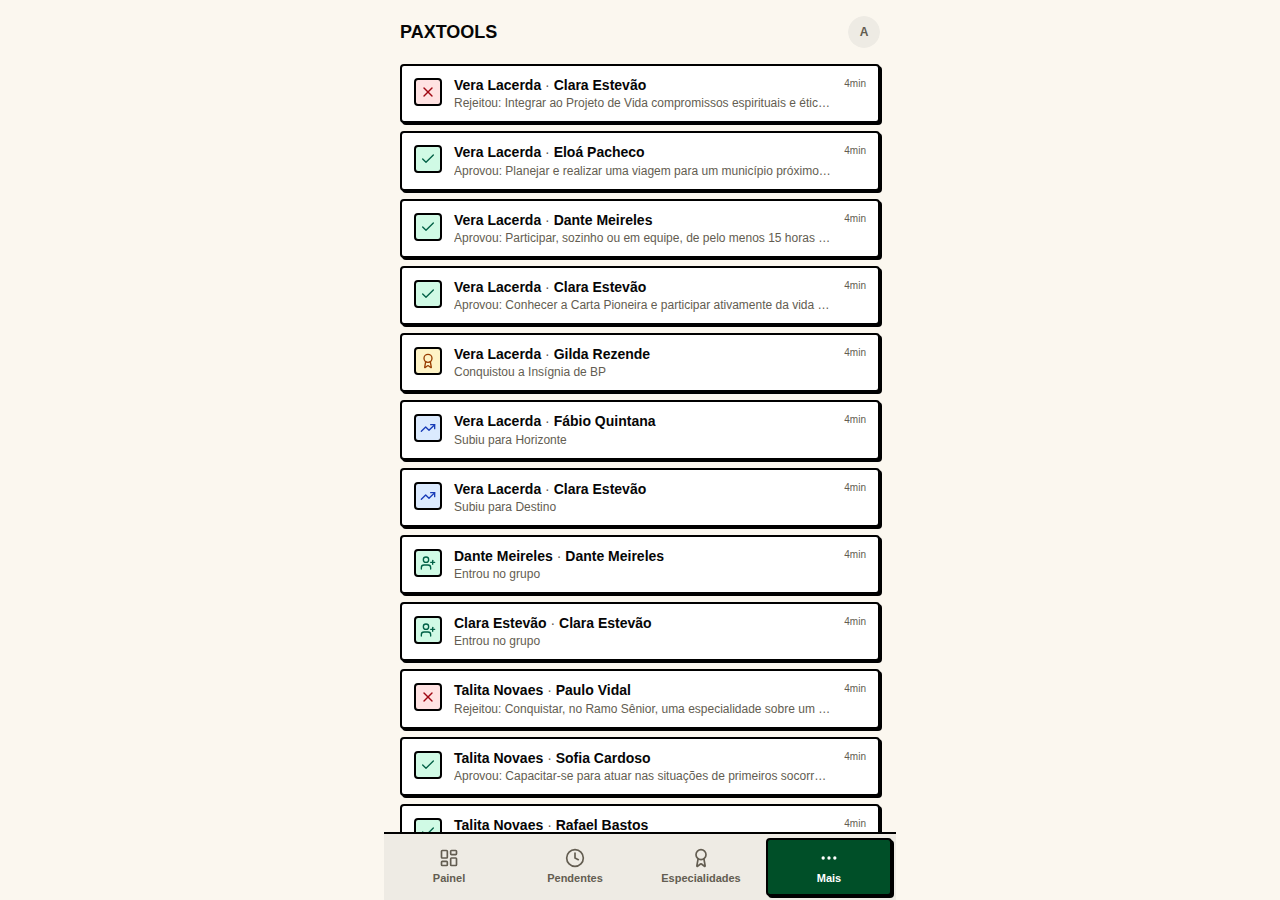 PAXTOOLS
A
Vera Lacerda · Clara Estevão
4min
Rejeitou: Integrar ao Projeto de Vida compromissos espirituais e étic…
Vera Lacerda · Eloá Pacheco
4min
Aprovou: Planejar e realizar uma viagem para um município próximo…
Vera Lacerda · Dante Meireles
4min
Aprovou: Participar, sozinho ou em equipe, de pelo menos 15 horas …
Vera Lacerda · Clara Estevão
4min
Aprovou: Conhecer a Carta Pioneira e participar ativamente da vida …
Vera Lacerda · Gilda Rezende
4min
Conquistou a Insígnia de BP
Vera Lacerda · Fábio Quintana
4min
Subiu para Horizonte
Vera Lacerda · Clara Estevão
4min
Subiu para Destino
Dante Meireles · Dante Meireles
4min
Entrou no grupo
Clara Estevão · Clara Estevão
4min
Entrou no grupo
Talita Novaes · Paulo Vidal
4min
Rejeitou: Conquistar, no Ramo Sênior, uma especialidade sobre um …
Talita Novaes · Sofia Cardoso
4min
Aprovou: Capacitar-se para atuar nas situações de primeiros socorr…
Talita Novaes · Rafael Bastos
4min
Painel
Pendentes
Especialidades
Mais